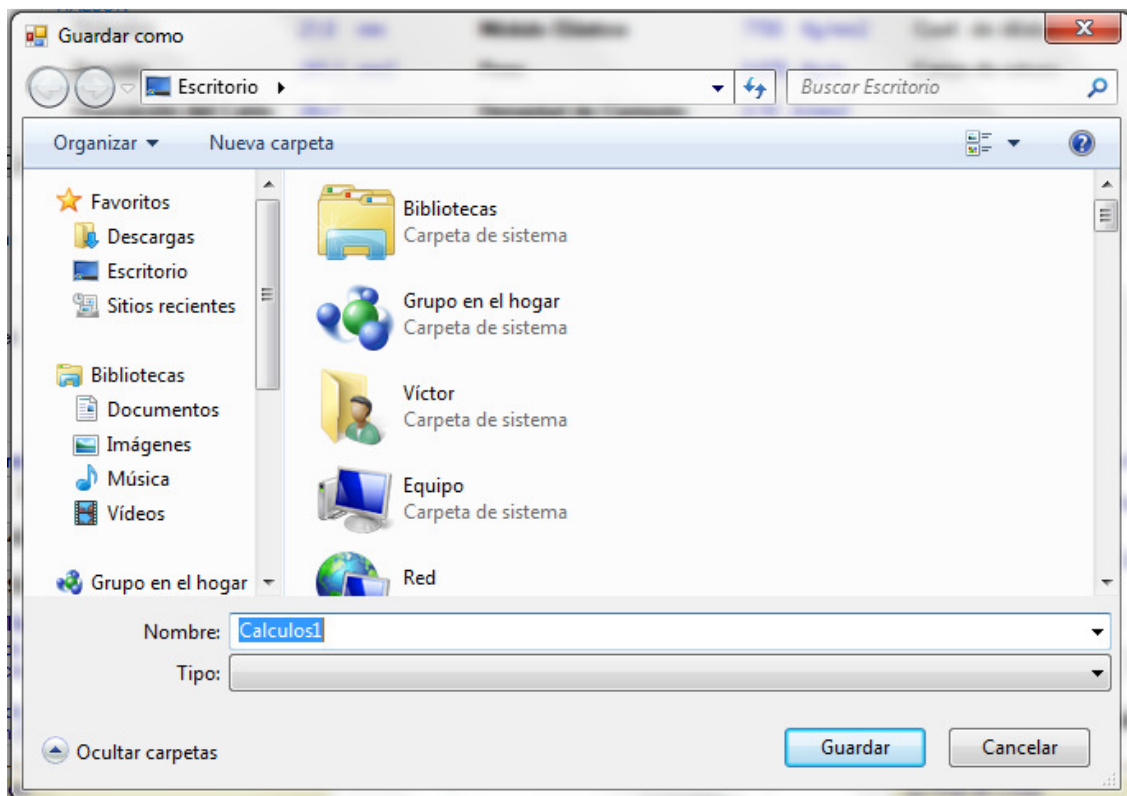 Guardar como
Escritorio
Buscar Escritorio
Organizar
Nueva carpeta
Favoritos
Descargas
Escritorio
Sitios recientes
Bibliotecas
Documentos
Imágenes
Música
Vídeos
Grupo en el hogar
Bibliotecas
Carpeta de sistema
Grupo en el hogar
Carpeta de sistema
Víctor
Carpeta de sistema
Equipo
Carpeta de sistema
Red
Nombre: Calculos1
Tipo:
Ocultar carpetas
Guardar
Cancelar